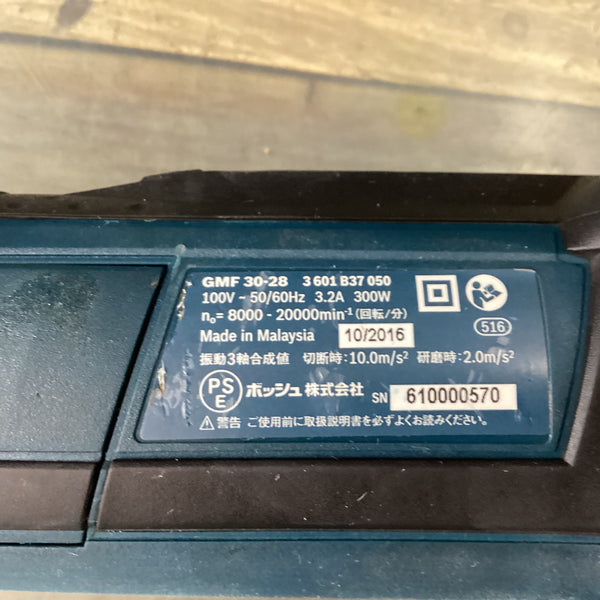 GMF 30-28 3 601 B37 050
100V ~ 50/60Hz 3.2A 300W
n₀= 8000 - 20000min⁻¹(回転/分)
Made in Malaysia 10/2016
516
振動3軸合成値 切断時:10.0m/s² 研磨時:2.0m/s²
PS
E
ボッシュ株式会社 SN 610000570
⚠警告 ご使用前に取扱説明書を必ずよくお読みください。